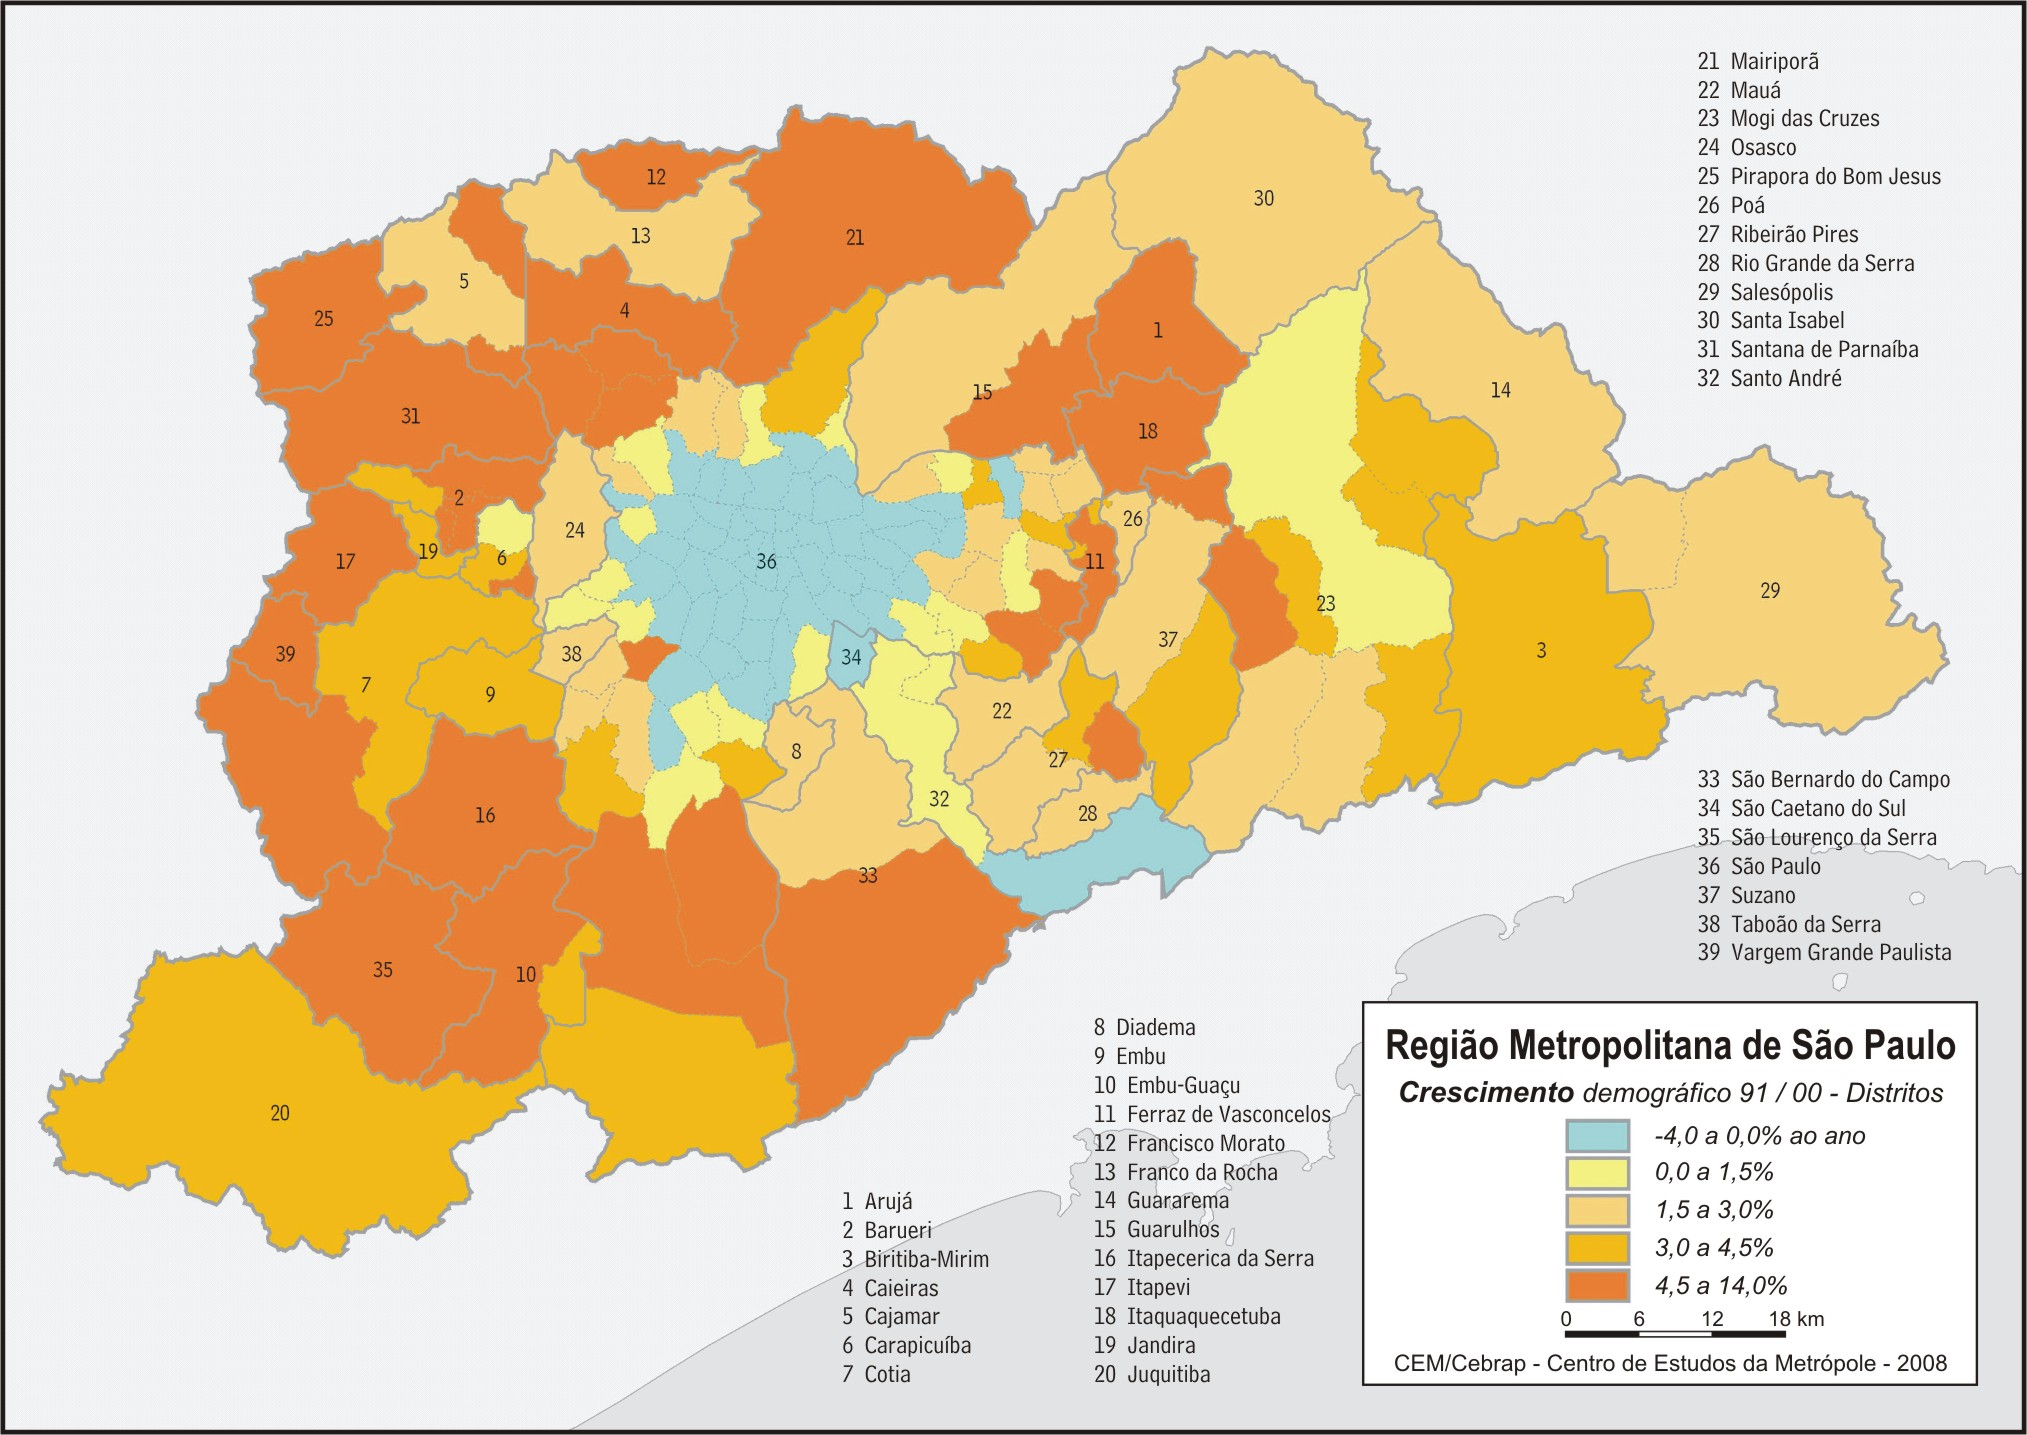 21 Mairiporã
22 Mauá
23 Mogi das Cruzes
24 Osasco
25 Pirapora do Bom Jesus
26 Poá
27 Ribeirão Pires
28 Rio Grande da Serra
29 Salesópolis
30 Santa Isabel
31 Santana de Parnaíba
32 Santo André
12
30
13
21
5
4
25
1
15
14
31
18
2
24
26
19
6
17
36
11
29
23
37
3
38
34
39
7
9
22
8
27
32
28
16
33
35
10
20
33 São Bernardo do Campo
34 São Caetano do Sul
35 São Lourenço da Serra
36 São Paulo
37 Suzano
38 Taboão da Serra
39 Vargem Grande Paulista
1 Arujá
2 Barueri
3 Biritiba-Mirim
4 Caieiras
5 Cajamar
6 Carapicuíba
7 Cotia
8 Diadema
9 Embu
10 Embu-Guaçu
11 Ferraz de Vasconcelos
12 Francisco Morato
13 Franco da Rocha
14 Guararema
15 Guarulhos
16 Itapecerica da Serra
17 Itapevi
18 Itaquaquecetuba
19 Jandira
20 Juquitiba
Região Metropolitana de São Paulo
Crescimento demográfico 91 / 00 - Distritos
-4,0 a 0,0% ao ano
0,0 a 1,5%
1,5 a 3,0%
3,0 a 4,5%
4,5 a 14,0%
0 6 12 18 km
CEM/Cebrap - Centro de Estudos da Metrópole - 2008